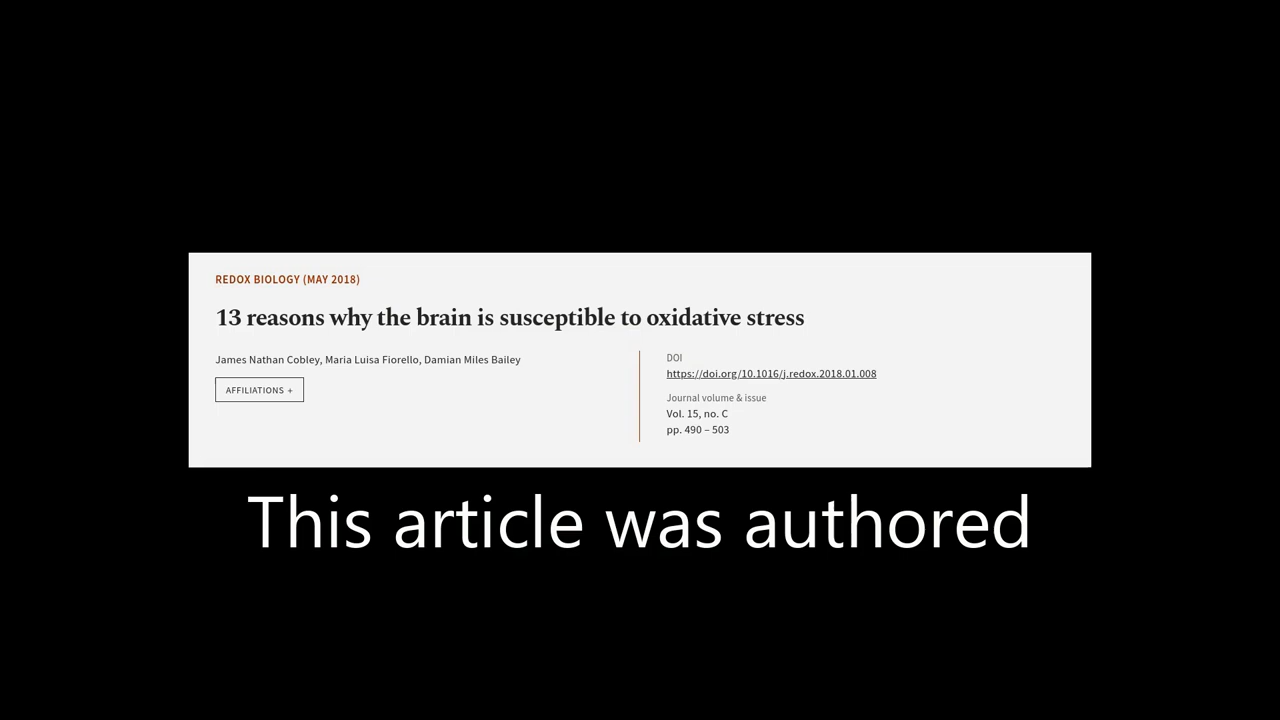 REDOX BIOLOGY (MAY 2018)
13 reasons why the brain is susceptible to oxidative stress
James Nathan Cobley, Maria Luisa Fiorello, Damian Miles Bailey
AFFILIATIONS +
DOI
https://doi.org/10.1016/j.redox.2018.01.008
Journal volume & issue
Vol. 15, no. C
pp. 490 – 503
This article was authored